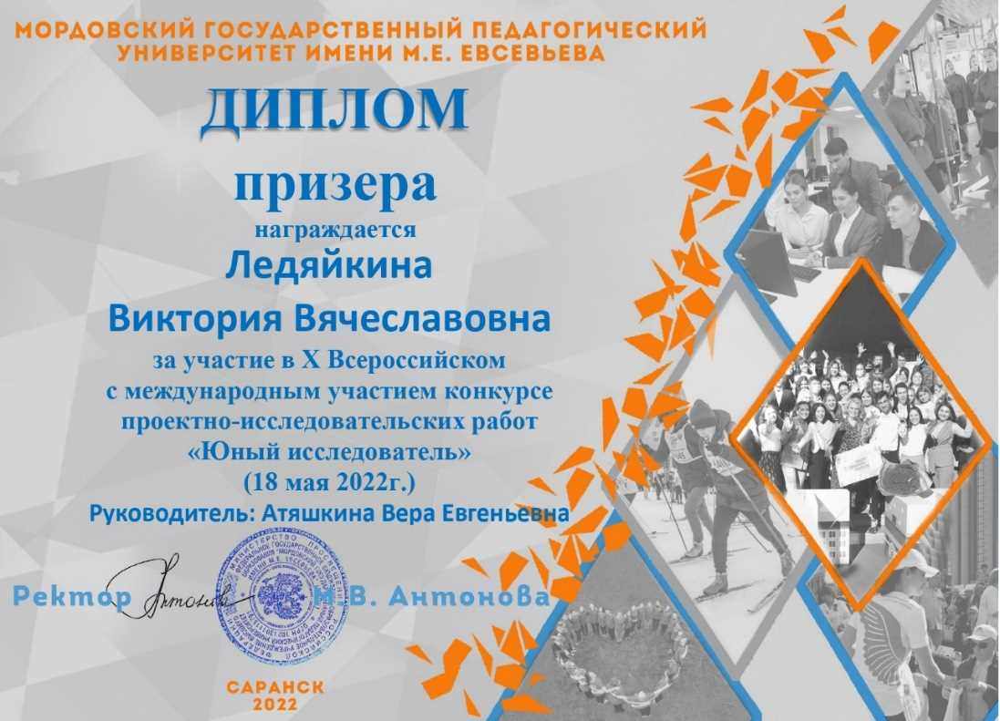 МОРДОВСКИЙ ГОСУДАРСТВЕННЫЙ ПЕДАГОГИЧЕСКИЙ
УНИВЕРСИТЕТ ИМЕНИ М.Е. ЕВСЕВЬЕВА
ДИПЛОМ
призера
награждается
Ледяйкина
Виктория Вячеславовна
за участие в X Всероссийском
с международным участием конкурсе
проектно-исследовательских работ
«Юный исследователь»
(18 мая 2022г.)
Руководитель: Атяшкина Вера Евгеньевна
Ректор Антонова М.В. Антонова
САРАНСК
2022